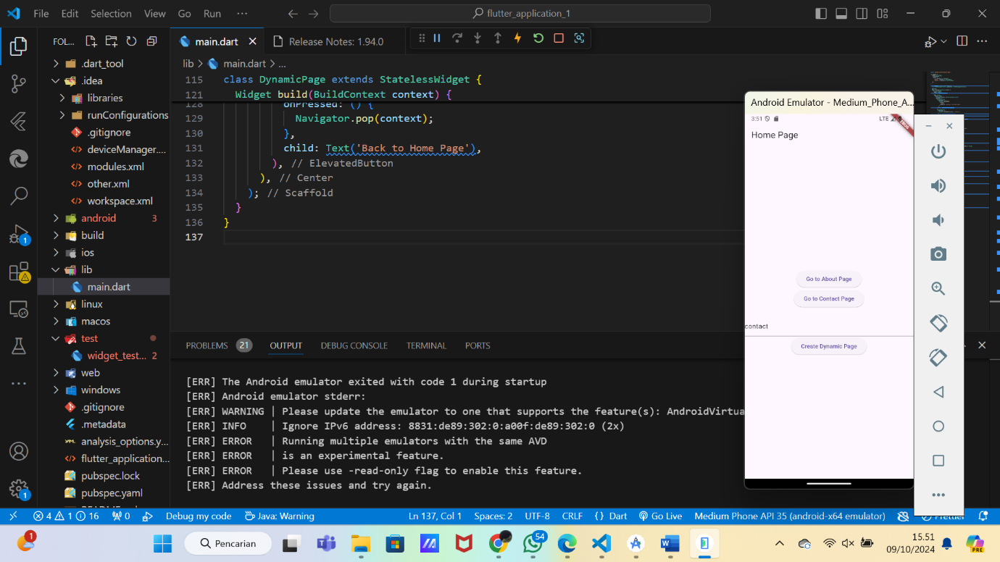 File Edit Selection View Go Run ···
flutter_application_1
FOL...
main.dart
Release Notes: 1.94.0
lib > main.dart > ...
.dart_tool
.idea
libraries
runConfigurations
.gitignore
deviceManager....
modules.xml
other.xml
workspace.xml
android 3
build
ios
lib
main.dart
linux
macos
test
widget_test... 2
web
windows
.gitignore
.metadata
analysis_options.y...
flutter_application...
pubspec.lock
pubspec.yaml
1
1
115 class DynamicPage extends StatelessWidget {
121 Widget build(BuildContext context) {
128 onPressed: () {
129 Navigator.pop(context);
130 },
131 child: Text('Back to Home Page'),
132 ), // ElevatedButton
133 ), // Center
134 ); // Scaffold
135 }
136 }
137
PROBLEMS 21 OUTPUT DEBUG CONSOLE TERMINAL PORTS
[ERR] The Android emulator exited with code 1 during startup
[ERR] Android emulator stderr:
[ERR] WARNING | Please update the emulator to one that supports the feature(s): AndroidVirtua
[ERR] INFO | Ignore IPv6 address: 8831:de89:302:0:a00f:de89:302:0 (2x)
[ERR] ERROR | Running multiple emulators with the same AVD
[ERR] ERROR | is an experimental feature.
[ERR] ERROR | Please use -read-only flag to enable this feature.
[ERR] Address these issues and try again.
Android Emulator - Medium_Phone_A...
3:51 LTE
DEBUG
Home Page
Go to About Page
Go to Contact Page
contact
Create Dynamic Page
4 1 16 0 Debug my code Java: Warning Ln 137, Col 1 Spaces: 2 UTF-8 CRLF {} Dart Go Live Medium Phone API 35 (android-x64 emulator) Prettier
1
Pencarian
54
PRE
15.51
09/10/2024